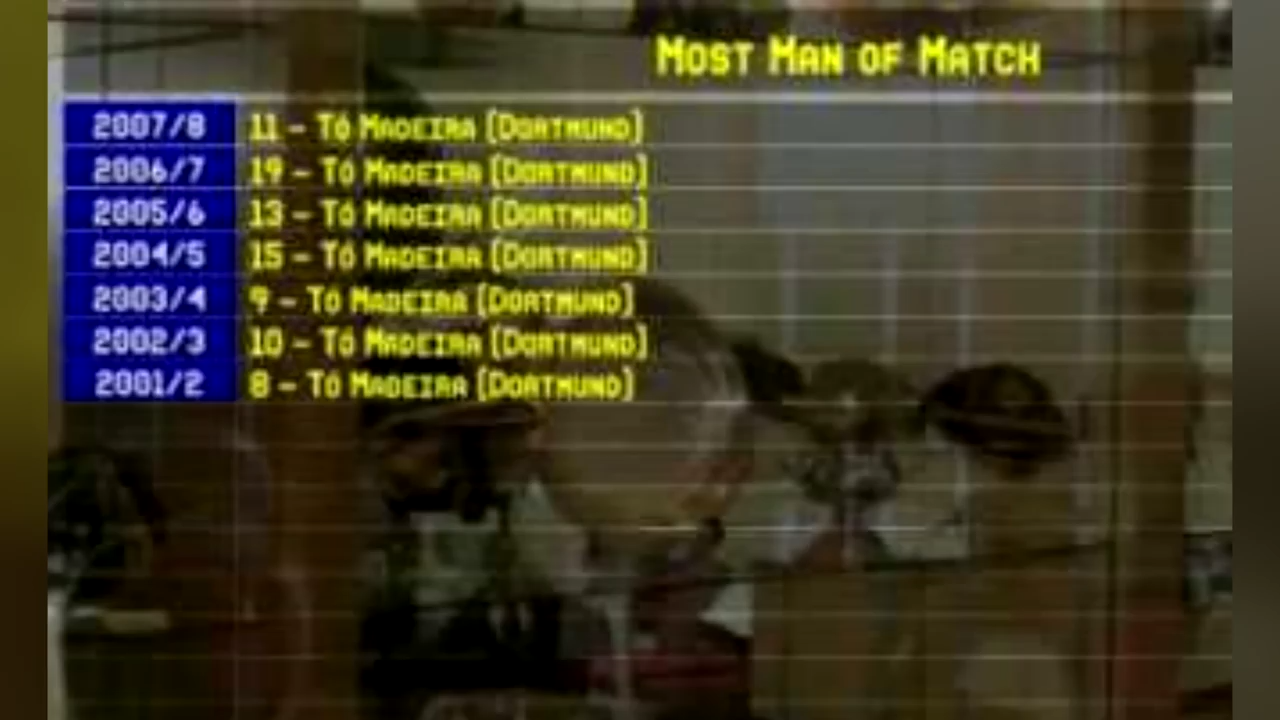 Most Man of Match
2007/8 11 - Tó Madeira (Dortmund)
2006/7 19 - Tó Madeira (Dortmund)
2005/6 13 - Tó Madeira (Dortmund)
2004/5 15 - Tó Madeira (Dortmund)
2003/4 9 - Tó Madeira (Dortmund)
2002/3 10 - Tó Madeira (Dortmund)
2001/2 8 - Tó Madeira (Dortmund)